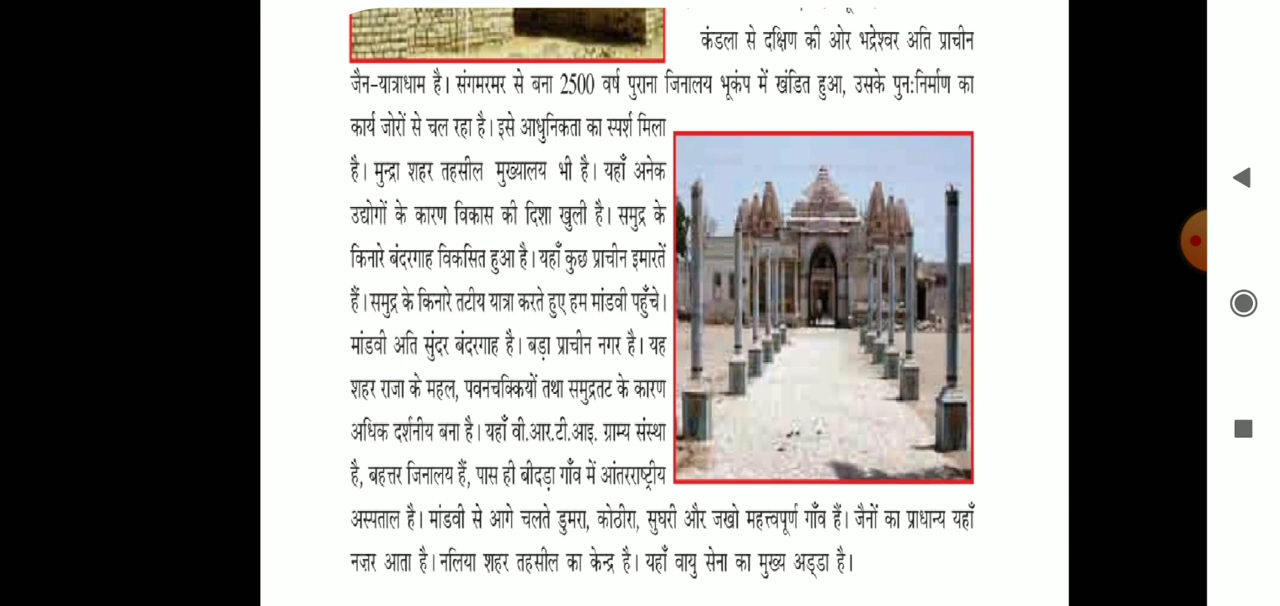 कंडला से दक्षिण की ओर भद्रेश्वर अति प्राचीन
जैन-यात्राधाम है। संगमरमर से बना 2500 वर्ष पुराना जिनालय भूकंप में खंडित हुआ, उसके पुन:निर्माण का
कार्य जोरों से चल रहा है। इसे आधुनिकता का स्पर्श मिला
है। मुन्द्रा शहर तहसील मुख्यालय भी है। यहाँ अनेक
उद्योगों के कारण विकास की दिशा खुली है। समुद्र के
किनारे बंदरगाह विकसित हुआ है। यहाँ कुछ प्राचीन इमारतें
हैं। समुद्र के किनारे तटीय यात्रा करते हुए हम मांडवी पहुँचे।
मांडवी अति सुंदर बंदरगाह है। बड़ा प्राचीन नगर है। यह
शहर राजा के महल, पवनचक्कियों तथा समुद्रतट के कारण
अधिक दर्शनीय बना है। यहाँ वी.आर.टी.आइ. ग्राम्य संस्था
है, बहत्तर जिनालय हैं, पास ही बीदड़ा गाँव में आंतरराष्ट्रीय
अस्पताल है। मांडवी से आगे चलते डुमरा, कोठीरा, सुघरी और जखो महत्त्वपूर्ण गाँव हैं। जैनों का प्राधान्य यहाँ
नज़र आता है। नलिया शहर तहसील का केन्द्र है। यहाँ वायु सेना का मुख्य अड्डा है।